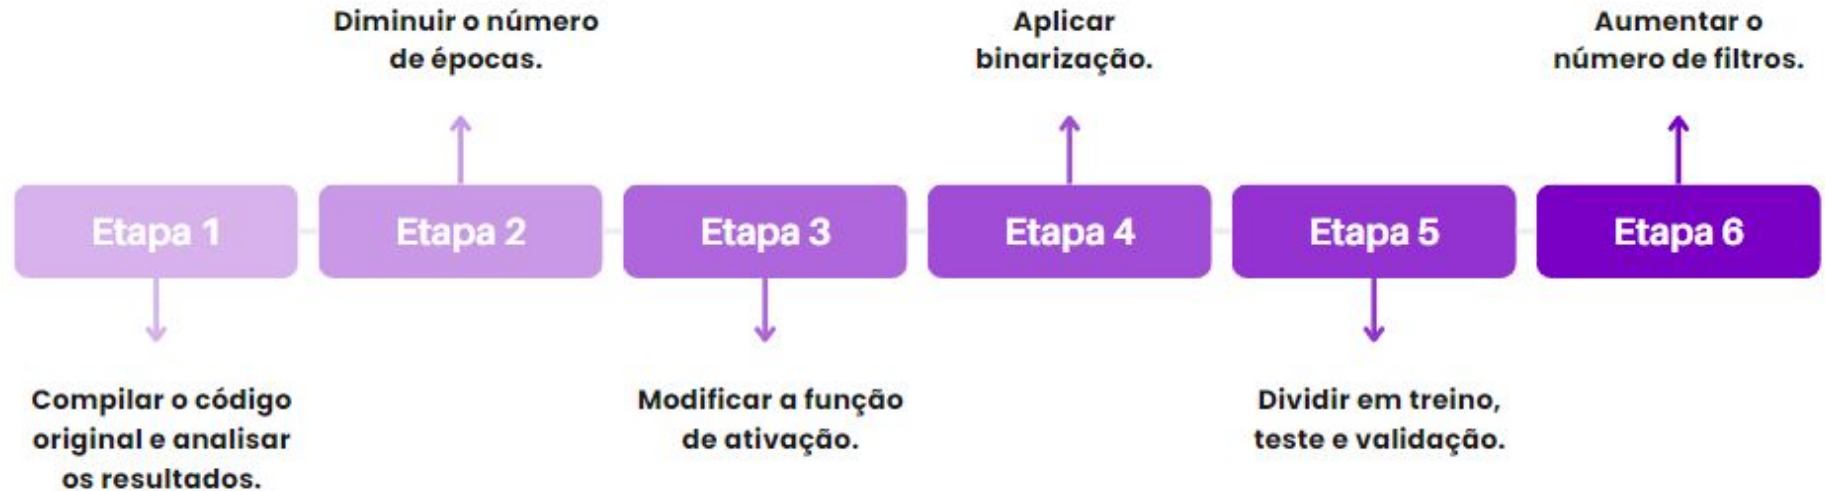 Diminuir o número
de épocas.
Aplicar
binarização.
Aumentar o
número de filtros.
Etapa 1
Etapa 2
Etapa 3
Etapa 4
Etapa 5
Etapa 6
Compilar o código
original e analisar
os resultados.
Modificar a função
de ativação.
Dividir em treino,
teste e validação.